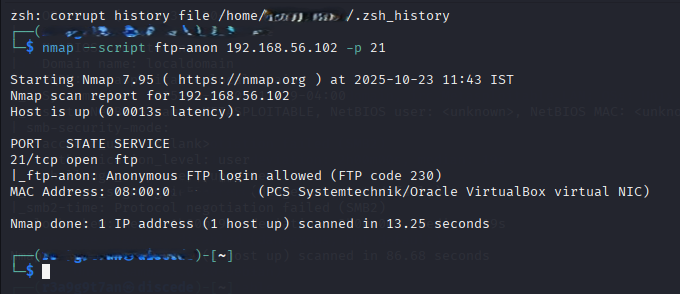 zsh: corrupt history file /home/ /.zsh_history
┌──(
└─$ nmap --script ftp-anon 192.168.56.102 -p 21
Starting Nmap 7.95 ( https://nmap.org ) at 2025-10-23 11:43 IST
Nmap scan report for 192.168.56.102
Host is up (0.0013s latency).
PORT   STATE SERVICE
21/tcp open  ftp
|_ftp-anon: Anonymous FTP login allowed (FTP code 230)
MAC Address: 08:00:0 (PCS Systemtechnik/Oracle VirtualBox virtual NIC)
Nmap done: 1 IP address (1 host up) scanned in 13.25 seconds
┌──( )-[~]
└─$